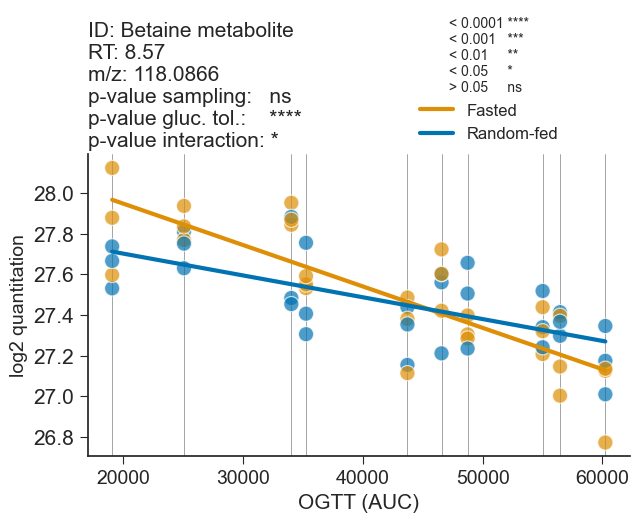 ID: Betaine metabolite
RT: 8.57
m/z: 118.0866
p-value sampling: ns
p-value gluc. tol.: ****
p-value interaction: *
< 0.0001 ****
< 0.001 ***
< 0.01 **
< 0.05 *
> 0.05 ns
Fasted
Random-fed
log2 quantitation
28.0
27.8
27.6
27.4
27.2
27.0
26.8
20000 30000 40000 50000 60000
OGTT (AUC)